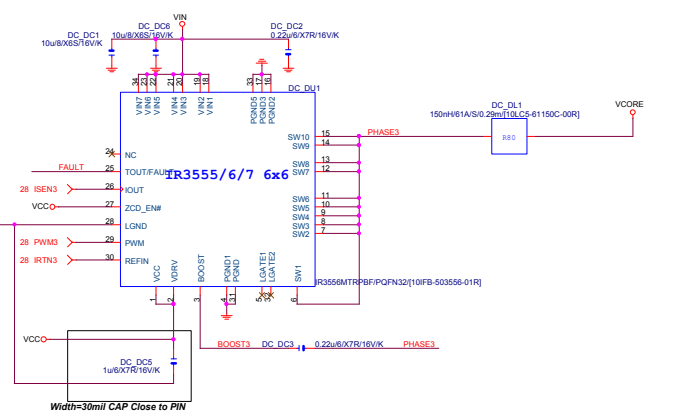 VIN
DC_DC1
10u/8/X6S/16V/K
DC_DC6
10u/8/X6S/16V/K
DC_DC2
0.22u/6/X7R/16V/K
34 23 22 21 20 19 18
33 17 16
DC_DU1
VIN7 VIN6 VIN5 VIN4 VIN3 VIN2 VIN1
PGND5 PGND3 PGND2
DC_DL1
150nH/61A/S/0.29m/[10LC5-61150C-00R]
R80
VCORE
PHASE3
SW10 15
SW9 14
SW8 13
SW7 12
SW6 11
SW5 10
SW4 9
SW3 8
SW2 7
24 NC
FAULT 25 TOUT/FAULT
IR3555/6/7 6x6
28 ISEN3 26 IOUT
VCC 27 ZCD_EN#
28 LGND
28 PWM3 29 PWM
28 IRTN3 30 REFIN
VCC VDRV BOOST PGND1 PGND LGATE1 LGATE2 SW1
IR3556MTRPBF/PQFN32/[10IFB-503556-01R]
1 2 3 4 31 5 32 6
VCC
BOOST3 DC_DC3 0.22u/6/X7R/16V/K PHASE3
DC_DC5
1u/6/X7R/16V/K
Width=30mil CAP Close to PIN